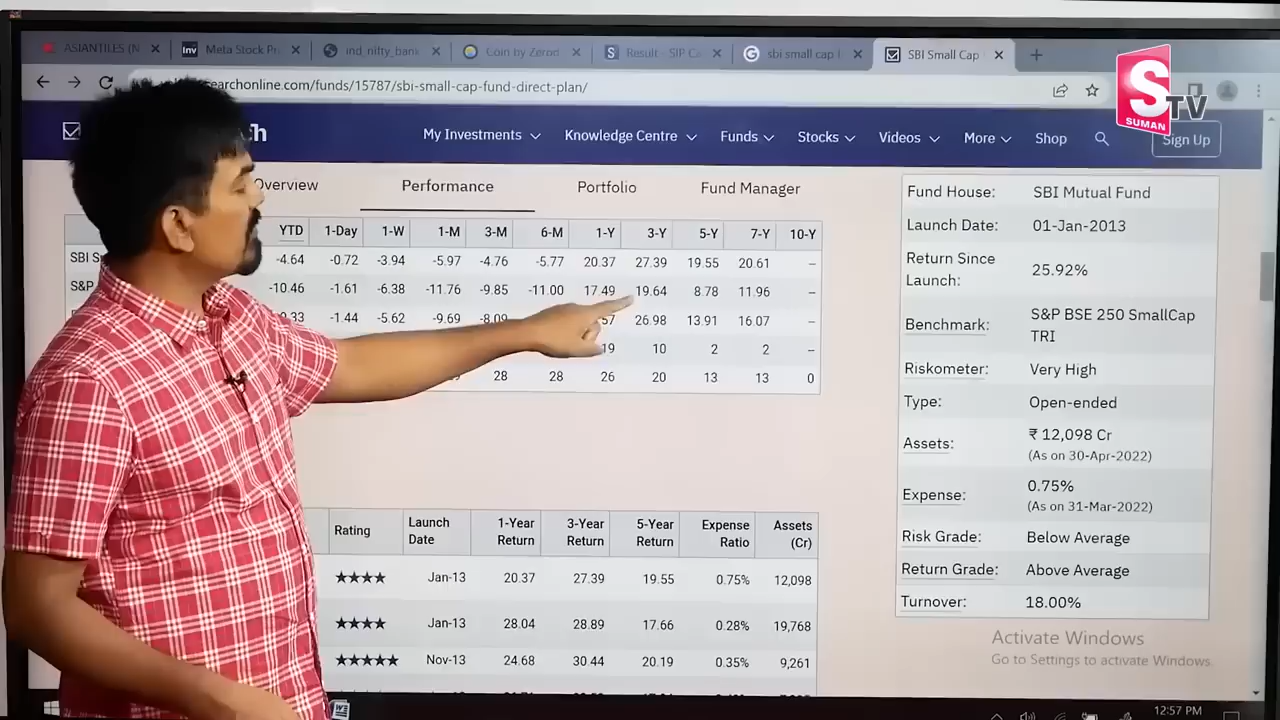 ASIANTILES (N
Meta Stock Pr
ind_nifty_bank
Coin by Zerod
Result - SIP Ca
sbi small cap
SBI Small Cap
earchonline.com/funds/15787/sbi-small-cap-fund-direct-plan/
S TV
SUMAN
ch My Investments Knowledge Centre Funds Stocks Videos More Shop Sign Up
Overview Performance Portfolio Fund Manager
YTD 1-Day 1-W 1-M 3-M 6-M 1-Y 3-Y 5-Y 7-Y 10-Y
SBI S -4.64 -0.72 -3.94 -5.97 -4.76 -5.77 20.37 27.39 19.55 20.61 --
S&P -10.46 -1.61 -6.38 -11.76 -9.85 -11.00 17.49 19.64 8.78 11.96 --
.33 -1.44 -5.62 -9.69 -8.09 57 26.98 13.91 16.07 --
19 10 2 2 --
28 28 26 20 13 13 0
Rating Launch Date 1-Year Return 3-Year Return 5-Year Return Expense Ratio Assets (Cr)
★★★★ Jan-13 20.37 27.39 19.55 0.75% 12,098
★★★★ Jan-13 28.04 28.89 17.66 0.28% 19,768
★★★★★ Nov-13 24.68 30.44 20.19 0.35% 9,261
Fund House: SBI Mutual Fund
Launch Date: 01-Jan-2013
Return Since Launch: 25.92%
Benchmark: S&P BSE 250 SmallCap TRI
Riskometer: Very High
Type: Open-ended
Assets: ₹ 12,098 Cr
(As on 30-Apr-2022)
Expense: 0.75%
(As on 31-Mar-2022)
Risk Grade: Below Average
Return Grade: Above Average
Turnover: 18.00%
Activate Windows
Go to Settings to activate Windows.
12:57 PM